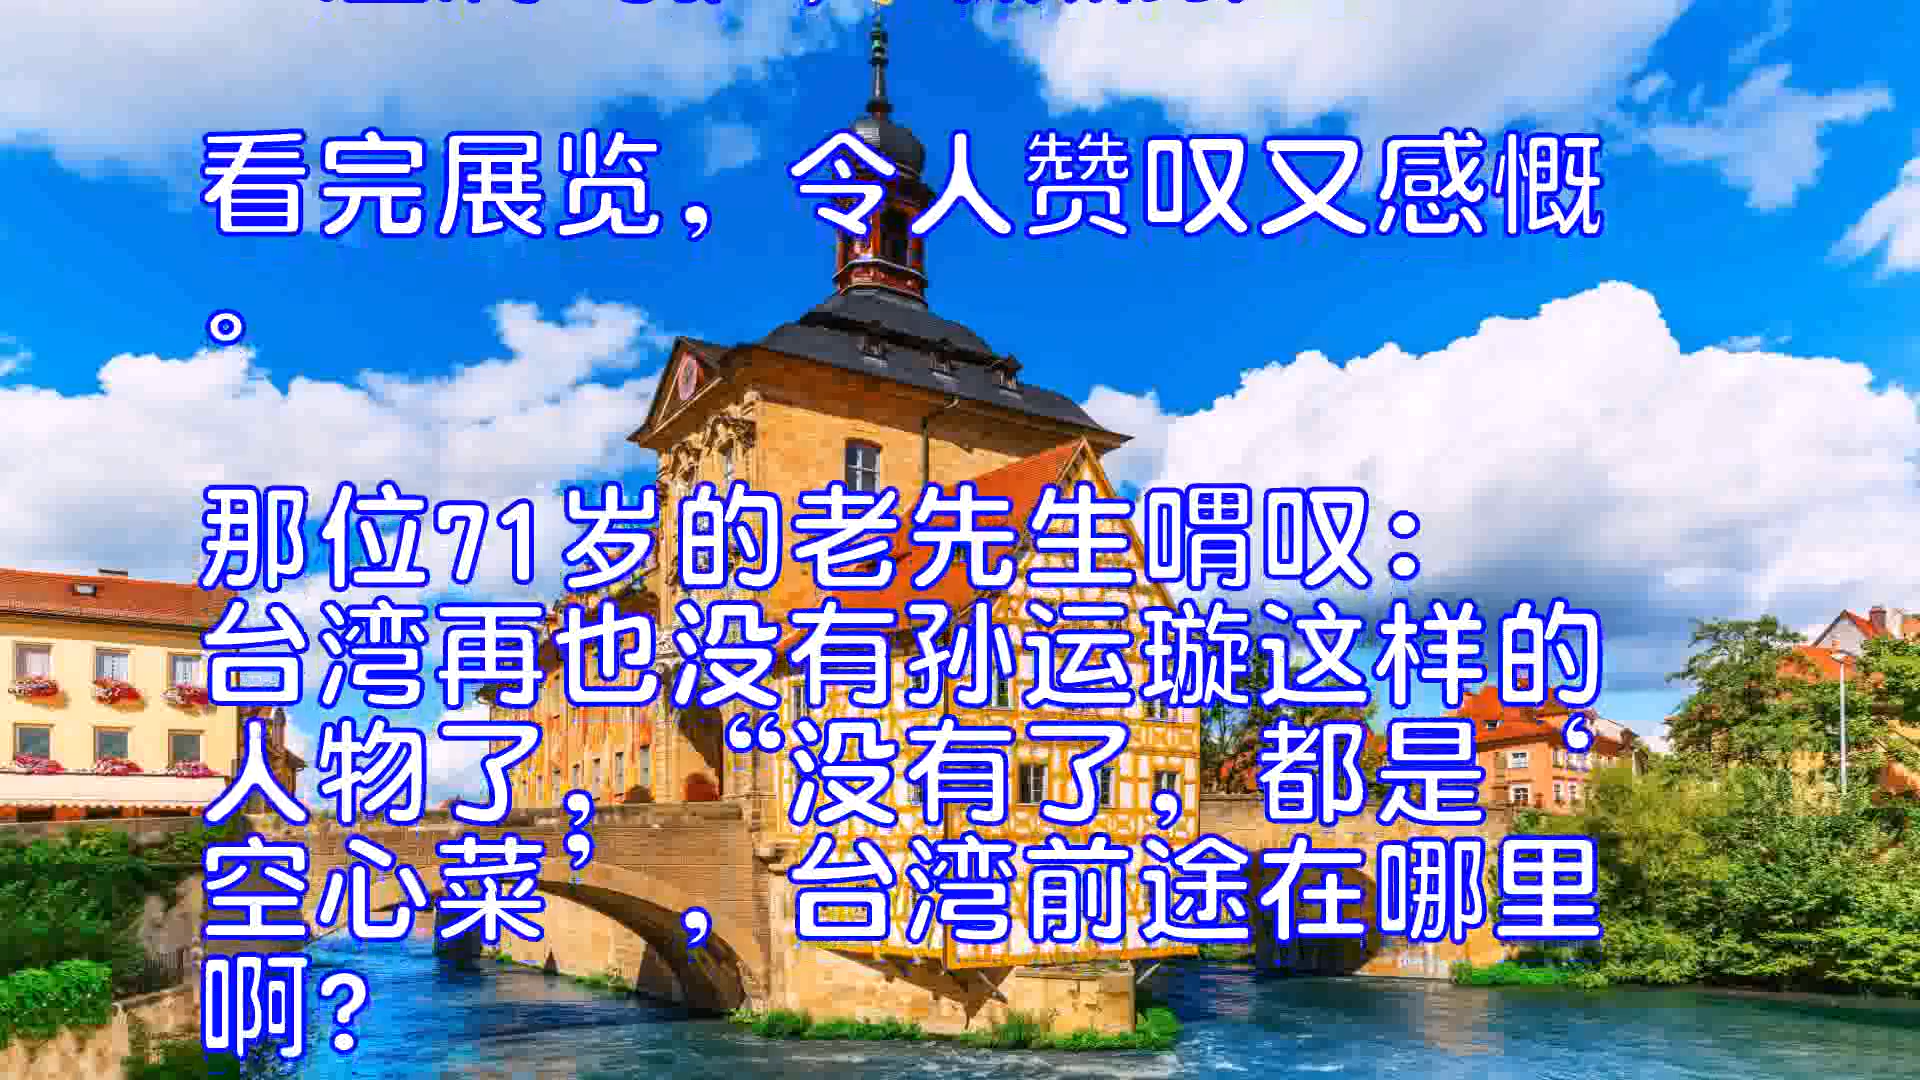 看完展览，令人赞叹又感慨
。
那位71岁的老先生喟叹：
台湾再也没有孙运璇这样的
人物了，“没有了，都是‘
空心菜’，台湾前途在哪里
啊？